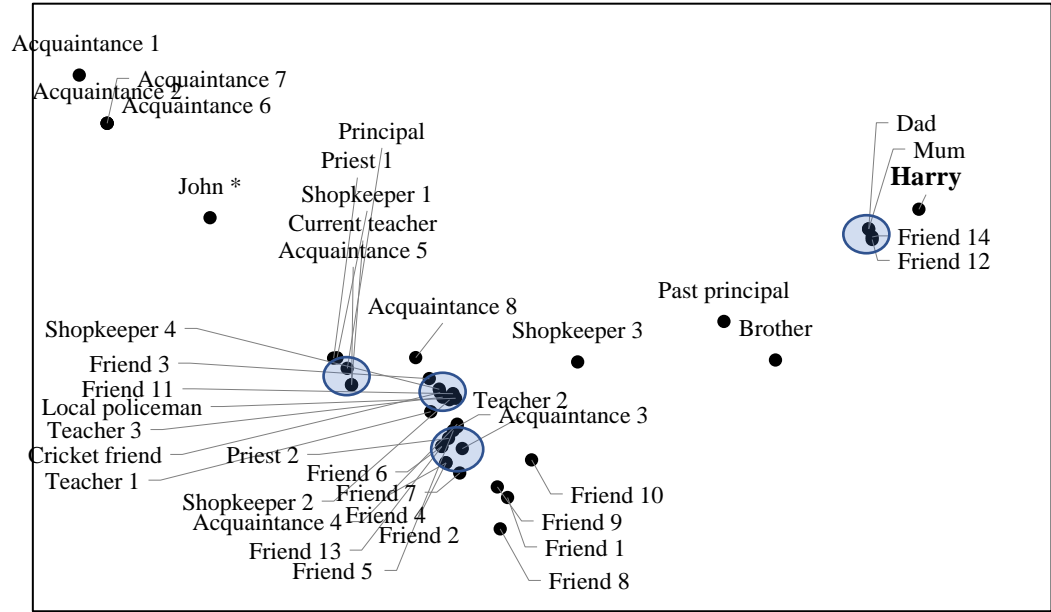 Acquaintance 1
Acquaintance 7
Acquaintance 2
Acquaintance 6
Principal
Dad
Mum
Priest 1
Harry
John *
Shopkeeper 1
Current teacher
Friend 14
Acquaintance 5
Friend 12
Past principal
Acquaintance 8
Shopkeeper 4
Shopkeeper 3
Brother
Friend 3
Friend 11
Teacher 2
Local policeman
Acquaintance 3
Teacher 3
Cricket friend
Priest 2
Friend 6
Teacher 1
Friend 7
Friend 10
Shopkeeper 2
Friend 4
Acquaintance 4
Friend 9
Friend 2
Friend 13
Friend 1
Friend 5
Friend 8